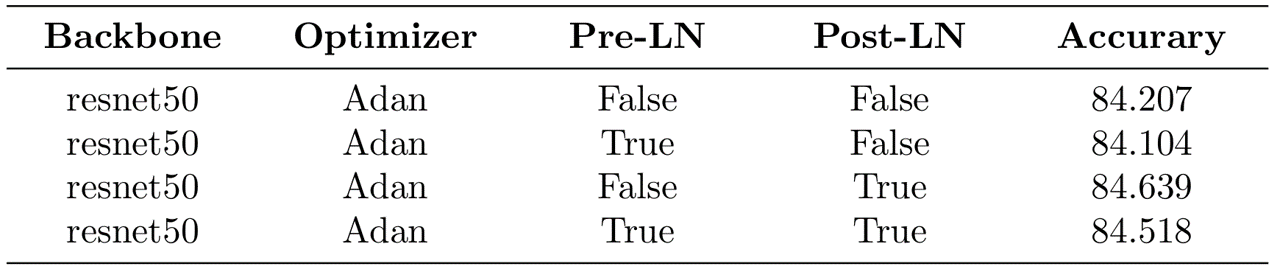 Backbone Optimizer Pre-LN Post-LN Accurary
resnet50 Adan False False 84.207
resnet50 Adan True False 84.104
resnet50 Adan False True 84.639
resnet50 Adan True True 84.518